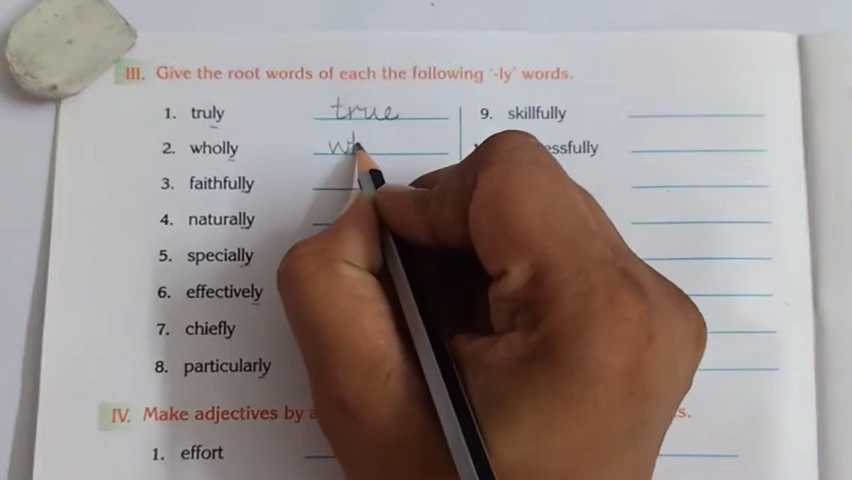 III. Give the root words of each the following '-ly' words.
1. truly true 9. skillfully
2. wholly
3. faithfully
4. naturally
5. specially
6. effectively
7. chiefly
8. particularly
IV. Make adjectives by
1. effort